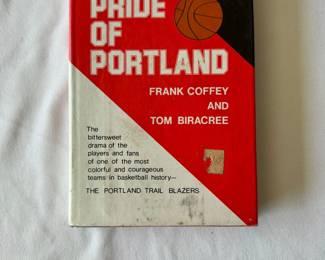 PRIDE
OF
PORTLAND
FRANK COFFEY
AND
TOM BIRACREE
The
bittersweet
drama of the
players and fans
of one of the most
colorful and courageous
teams in basketball history—
THE PORTLAND TRAIL BLAZERS